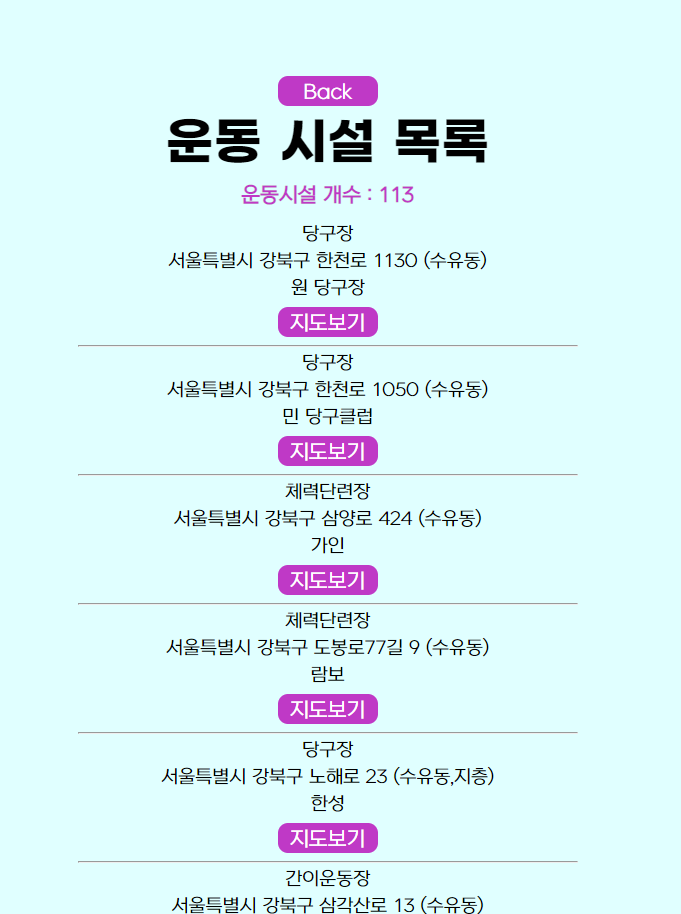 Back
운동 시설 목록
운동시설 개수 : 113
당구장
서울특별시 강북구 한천로 1130 (수유동)
원 당구장
지도보기
당구장
서울특별시 강북구 한천로 1050 (수유동)
민 당구클럽
지도보기
체력단련장
서울특별시 강북구 삼양로 424 (수유동)
가인
지도보기
체력단련장
서울특별시 강북구 도봉로77길 9 (수유동)
람보
지도보기
당구장
서울특별시 강북구 노해로 23 (수유동,지층)
한성
지도보기
간이운동장
서울특별시 강북구 삼각산로 13 (수유동)